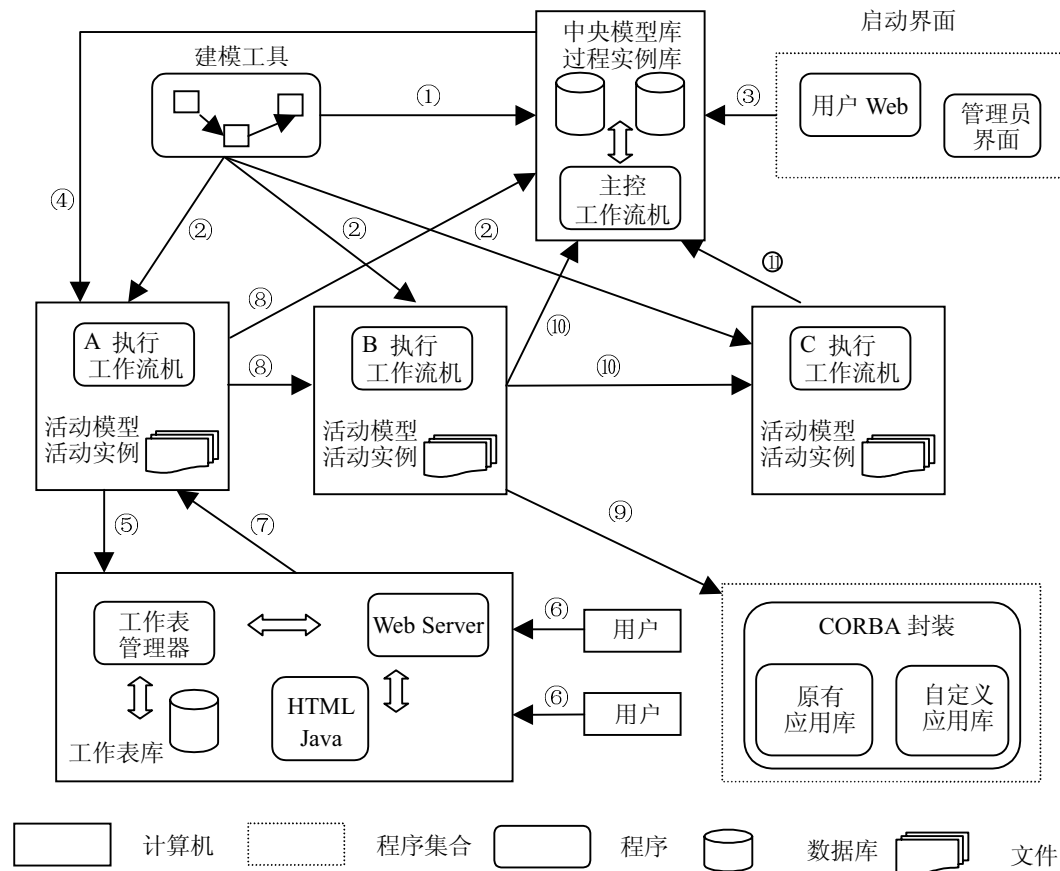 启动界面
中央模型库
过程实例库
建模工具
①
③
用户 Web
管理员
界面
主控
工作流机
④
②
②
②
⑧
⑩
⑪
A 执行
工作流机
⑧
B 执行
工作流机
⑩
C 执行
工作流机
活动模型
活动实例
活动模型
活动实例
活动模型
活动实例
⑤
⑦
⑨
工作表
管理器
Web Server
⑥
用户
CORBA 封装
HTML
Java
⑥
用户
原有
应用库
自定义
应用库
工作表库
计算机
程序集合
程序
数据库
文件